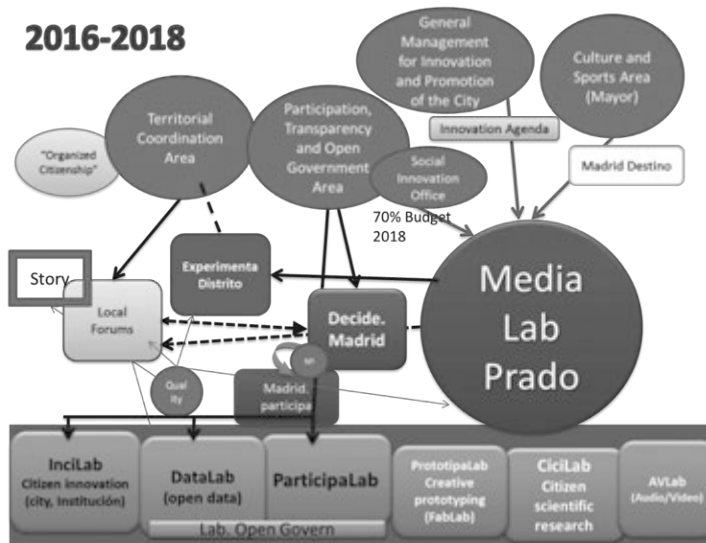 2016-2018
General
Management
for Innovation
and Promotion
of the City
Culture and
Sports Area
(Mayor)
Territorial
Coordination
Area
Participation,
Transparency
and Open
Government
Area
Innovation Agenda
"Organized
Citizenship"
Social
Innovation
Office
Madrid Destino
70% Budget
2018
Story
Experimenta
Distrito
Media
Lab
Prado
Local
Forums
Decide.
Madrid
Qual
ity
Madrid.
participa
InciLab
Citizen innovation
(city, Institución)
DataLab
(open data)
ParticipaLab
PrototipaLab
Creative
prototyping
(FabLab)
CiciLab
Citizen
scientific
research
AVLab
(Audio/Video)
Lab. Open Govern